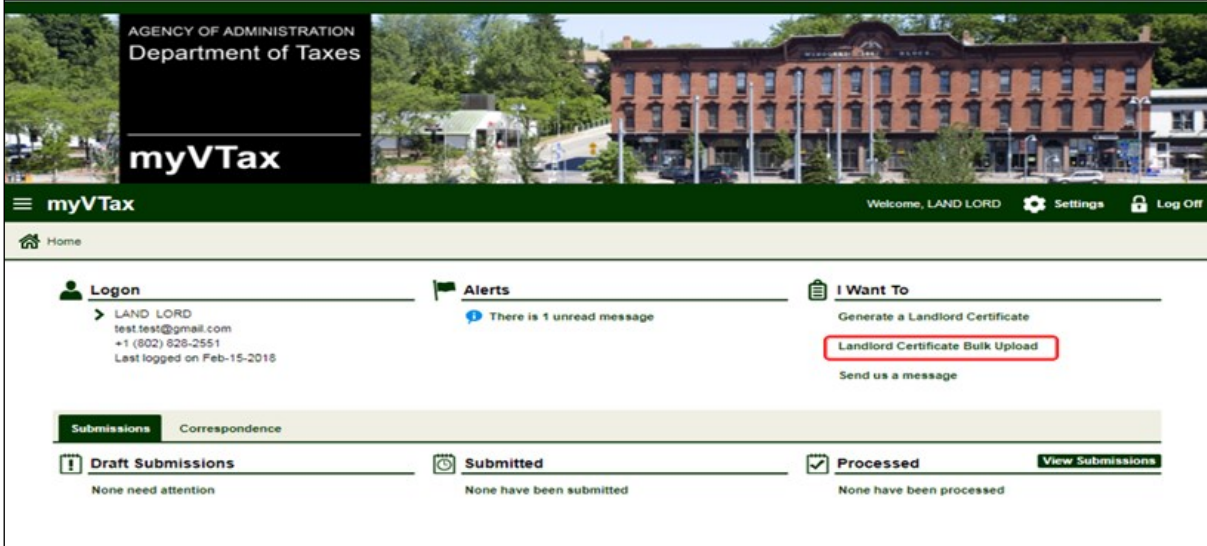 AGENCY OF ADMINISTRATION
Department of Taxes
myVTax
myVTax
Welcome, LAND LORD
Settings
Log Off
Home
Logon
LAND LORD
test.test@gmail.com
+1 (802) 828-2551
Last logged on Feb-15-2018
Alerts
There is 1 unread message
I Want To
Generate a Landlord Certificate
Landlord Certificate Bulk Upload
Send us a message
Submissions
Correspondence
Draft Submissions
None need attention
Submitted
None have been submitted
Processed
View Submissions
None have been processed